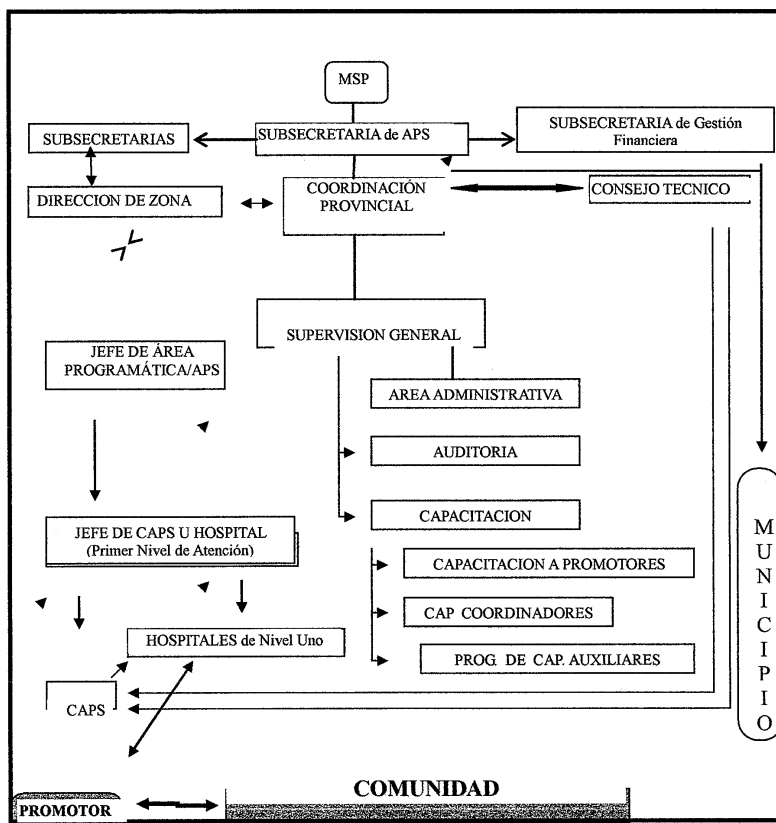 MSP
SUBSECRETARIAS
SUBSECRETARIA de APS
SUBSECRETARIA de Gestión
Financiera
DIRECCION DE ZONA
COORDINACIÓN
PROVINCIAL
CONSEJO TECNICO
SUPERVISION GENERAL
JEFE DE ÁREA
PROGRAMÁTICA/APS
AREA ADMINISTRATIVA
AUDITORIA
CAPACITACION
JEFE DE CAPS U HOSPITAL
(Primer Nivel de Atención)
CAPACITACION A PROMOTORES
CAP COORDINADORES
HOSPITALES de Nivel Uno
PROG. DE CAP. AUXILIARES
CAPS
MUNICIPIO
COMUNIDAD
PROMOTOR